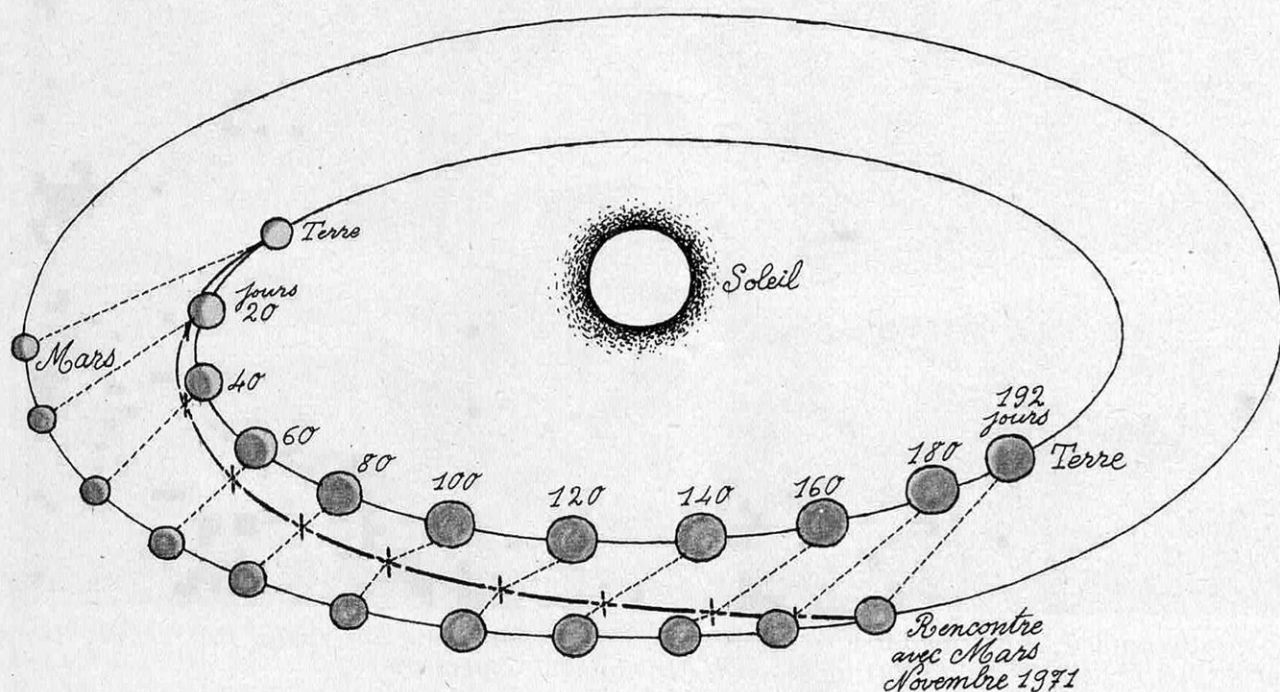 Terre
Soleil
jours
20
Mars
40
60
80
100
120
140
160
180
192
jours
Terre
Rencontre
avec Mars
Novembre 1971